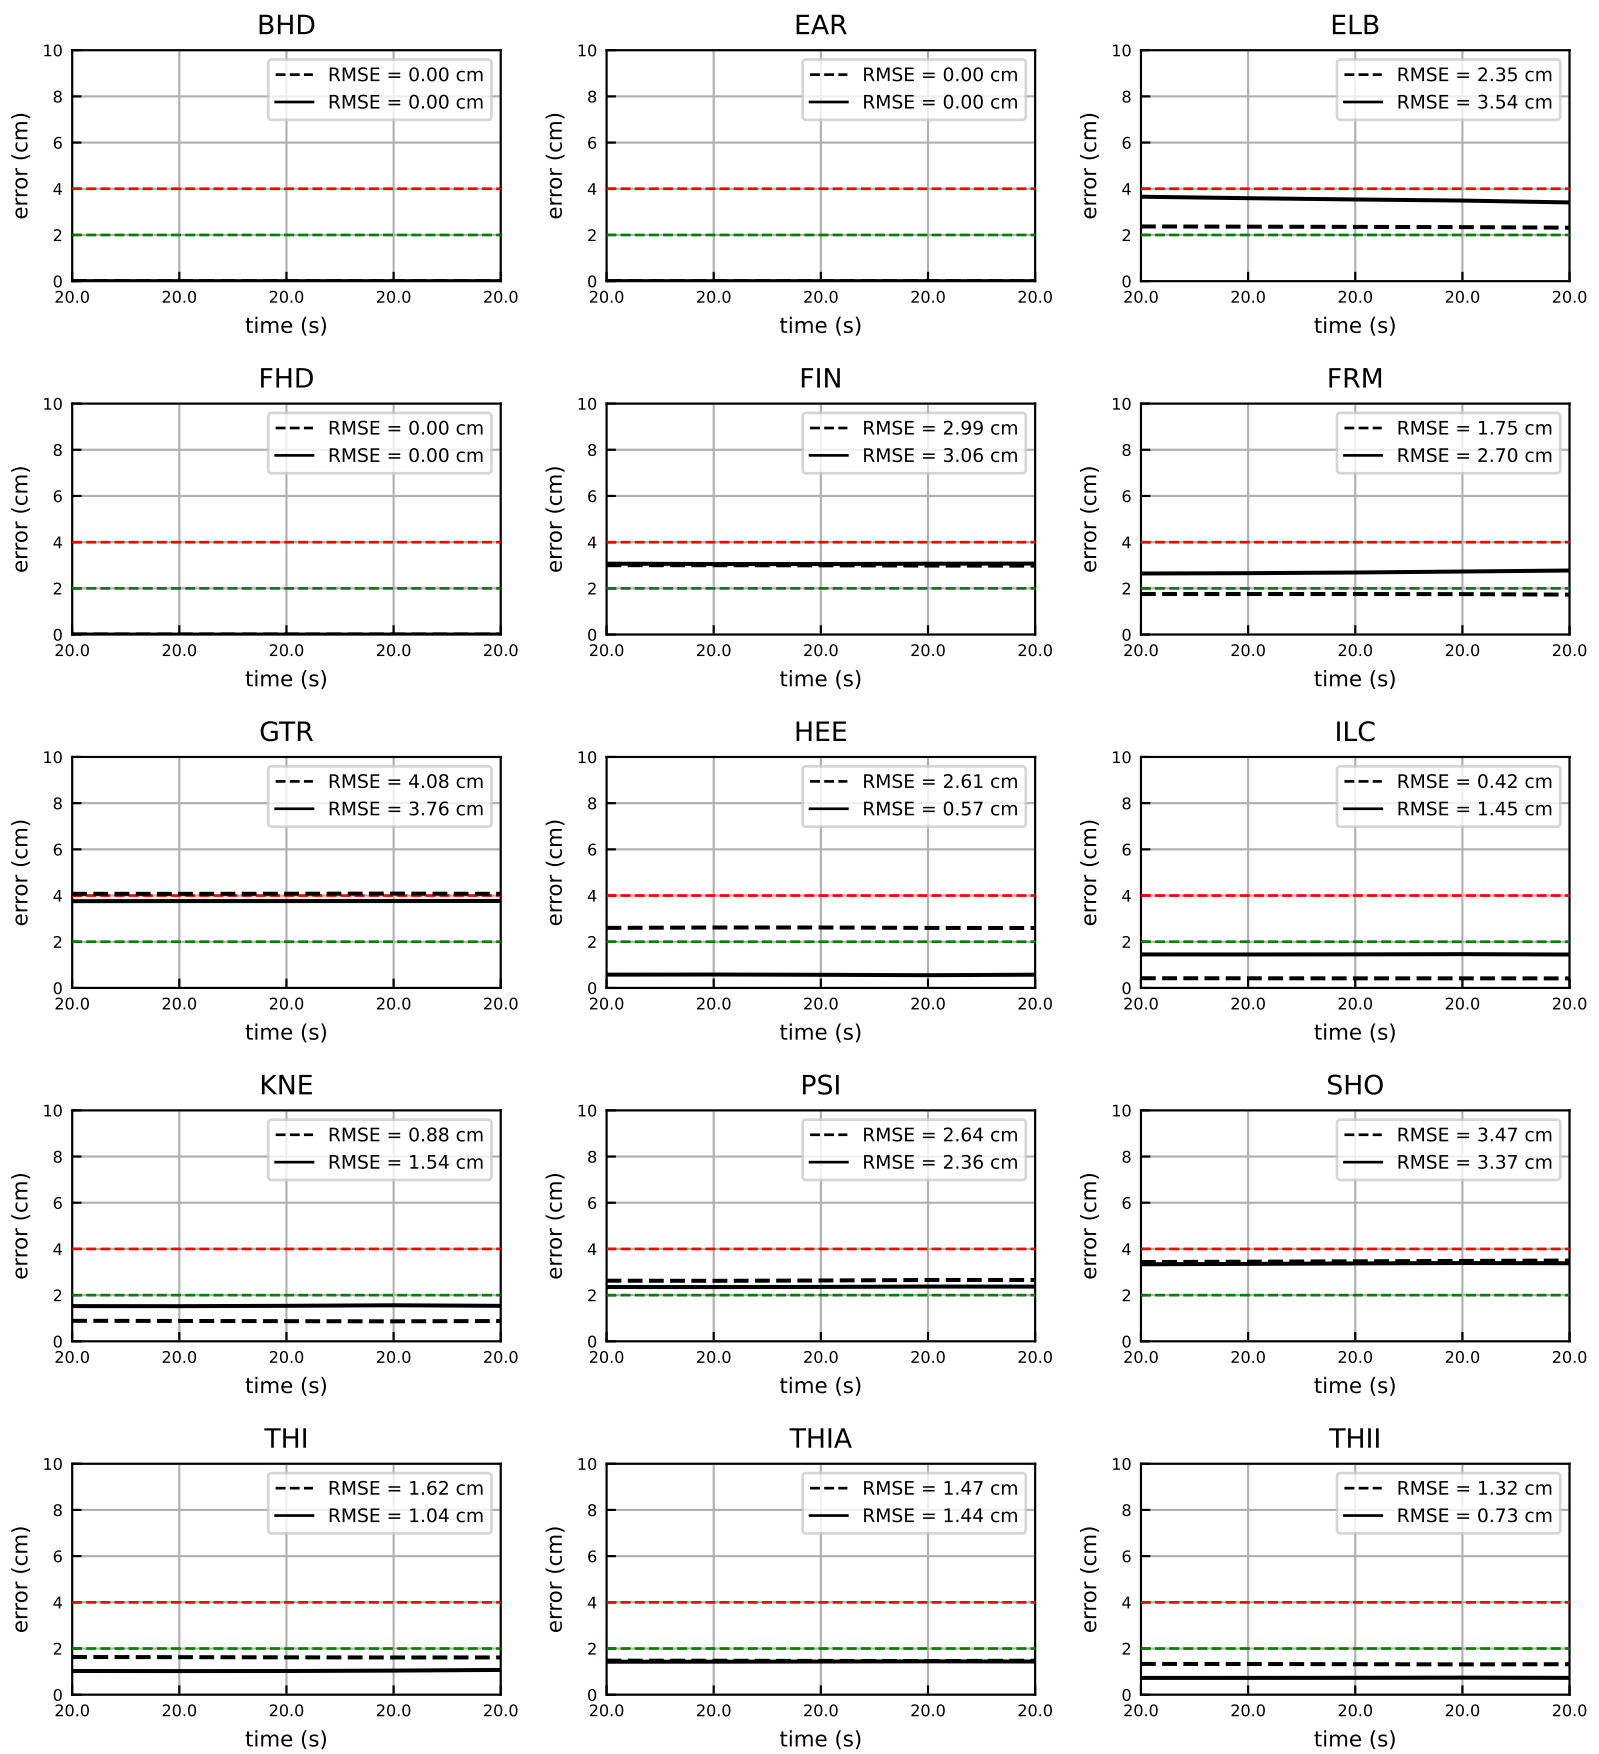 BHD
RMSE = 0.00 cm
RMSE = 0.00 cm
error (cm)
10
8
6
4
2
0
20.0 20.0 20.0 20.0 20.0
time (s)
EAR
RMSE = 0.00 cm
RMSE = 0.00 cm
error (cm)
10
8
6
4
2
0
20.0 20.0 20.0 20.0 20.0
time (s)
ELB
RMSE = 2.35 cm
RMSE = 3.54 cm
error (cm)
10
8
6
4
2
0
20.0 20.0 20.0 20.0 20.0
time (s)
FHD
RMSE = 0.00 cm
RMSE = 0.00 cm
error (cm)
10
8
6
4
2
0
20.0 20.0 20.0 20.0 20.0
time (s)
FIN
RMSE = 2.99 cm
RMSE = 3.06 cm
error (cm)
10
8
6
4
2
0
20.0 20.0 20.0 20.0 20.0
time (s)
FRM
RMSE = 1.75 cm
RMSE = 2.70 cm
error (cm)
10
8
6
4
2
0
20.0 20.0 20.0 20.0 20.0
time (s)
GTR
RMSE = 4.08 cm
RMSE = 3.76 cm
error (cm)
10
8
6
4
2
0
20.0 20.0 20.0 20.0 20.0
time (s)
HEE
RMSE = 2.61 cm
RMSE = 0.57 cm
error (cm)
10
8
6
4
2
0
20.0 20.0 20.0 20.0 20.0
time (s)
ILC
RMSE = 0.42 cm
RMSE = 1.45 cm
error (cm)
10
8
6
4
2
0
20.0 20.0 20.0 20.0 20.0
time (s)
KNE
RMSE = 0.88 cm
RMSE = 1.54 cm
error (cm)
10
8
6
4
2
0
20.0 20.0 20.0 20.0 20.0
time (s)
PSI
RMSE = 2.64 cm
RMSE = 2.36 cm
error (cm)
10
8
6
4
2
0
20.0 20.0 20.0 20.0 20.0
time (s)
SHO
RMSE = 3.47 cm
RMSE = 3.37 cm
error (cm)
10
8
6
4
2
0
20.0 20.0 20.0 20.0 20.0
time (s)
THI
RMSE = 1.62 cm
RMSE = 1.04 cm
error (cm)
10
8
6
4
2
0
20.0 20.0 20.0 20.0 20.0
time (s)
THIA
RMSE = 1.47 cm
RMSE = 1.44 cm
error (cm)
10
8
6
4
2
0
20.0 20.0 20.0 20.0 20.0
time (s)
THII
RMSE = 1.32 cm
RMSE = 0.73 cm
error (cm)
10
8
6
4
2
0
20.0 20.0 20.0 20.0 20.0
time (s)